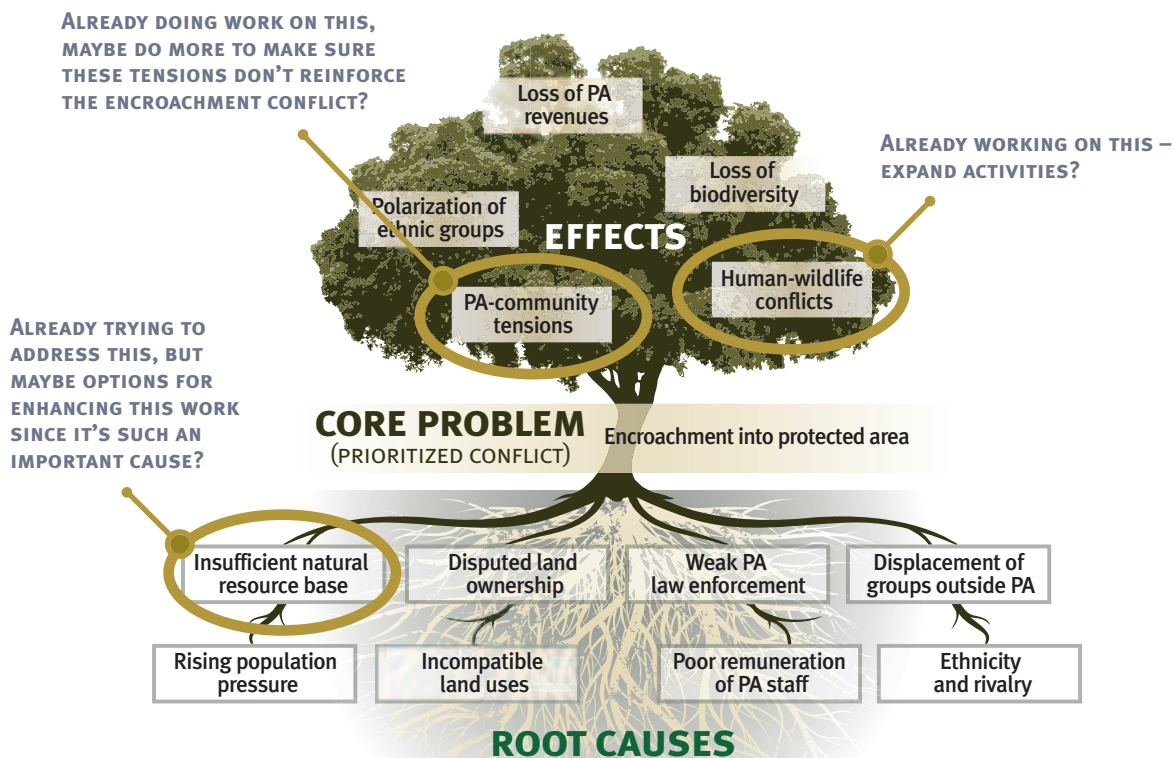 ALREADY DOING WORK ON THIS,
MAYBE DO MORE TO MAKE SURE
THESE TENSIONS DON'T REINFORCE
THE ENCROACHMENT CONFLICT?
Loss of PA
revenues
ALREADY WORKING ON THIS –
EXPAND ACTIVITIES?
Loss of
biodiversity
Polarization of
ethnic groups
EFFECTS
Human-wildlife
conflicts
PA-community
tensions
ALREADY TRYING TO
ADDRESS THIS, BUT
MAYBE OPTIONS FOR
ENHANCING THIS WORK
SINCE IT'S SUCH AN
IMPORTANT CAUSE?
CORE PROBLEM
(PRIORITIZED CONFLICT)
Encroachment into protected area
Insufficient natural
resource base
Disputed land
ownership
Weak PA
law enforcement
Displacement of
groups outside PA
Rising population
pressure
Incompatible
land uses
Poor remuneration
of PA staff
Ethnicity
and rivalry
ROOT CAUSES